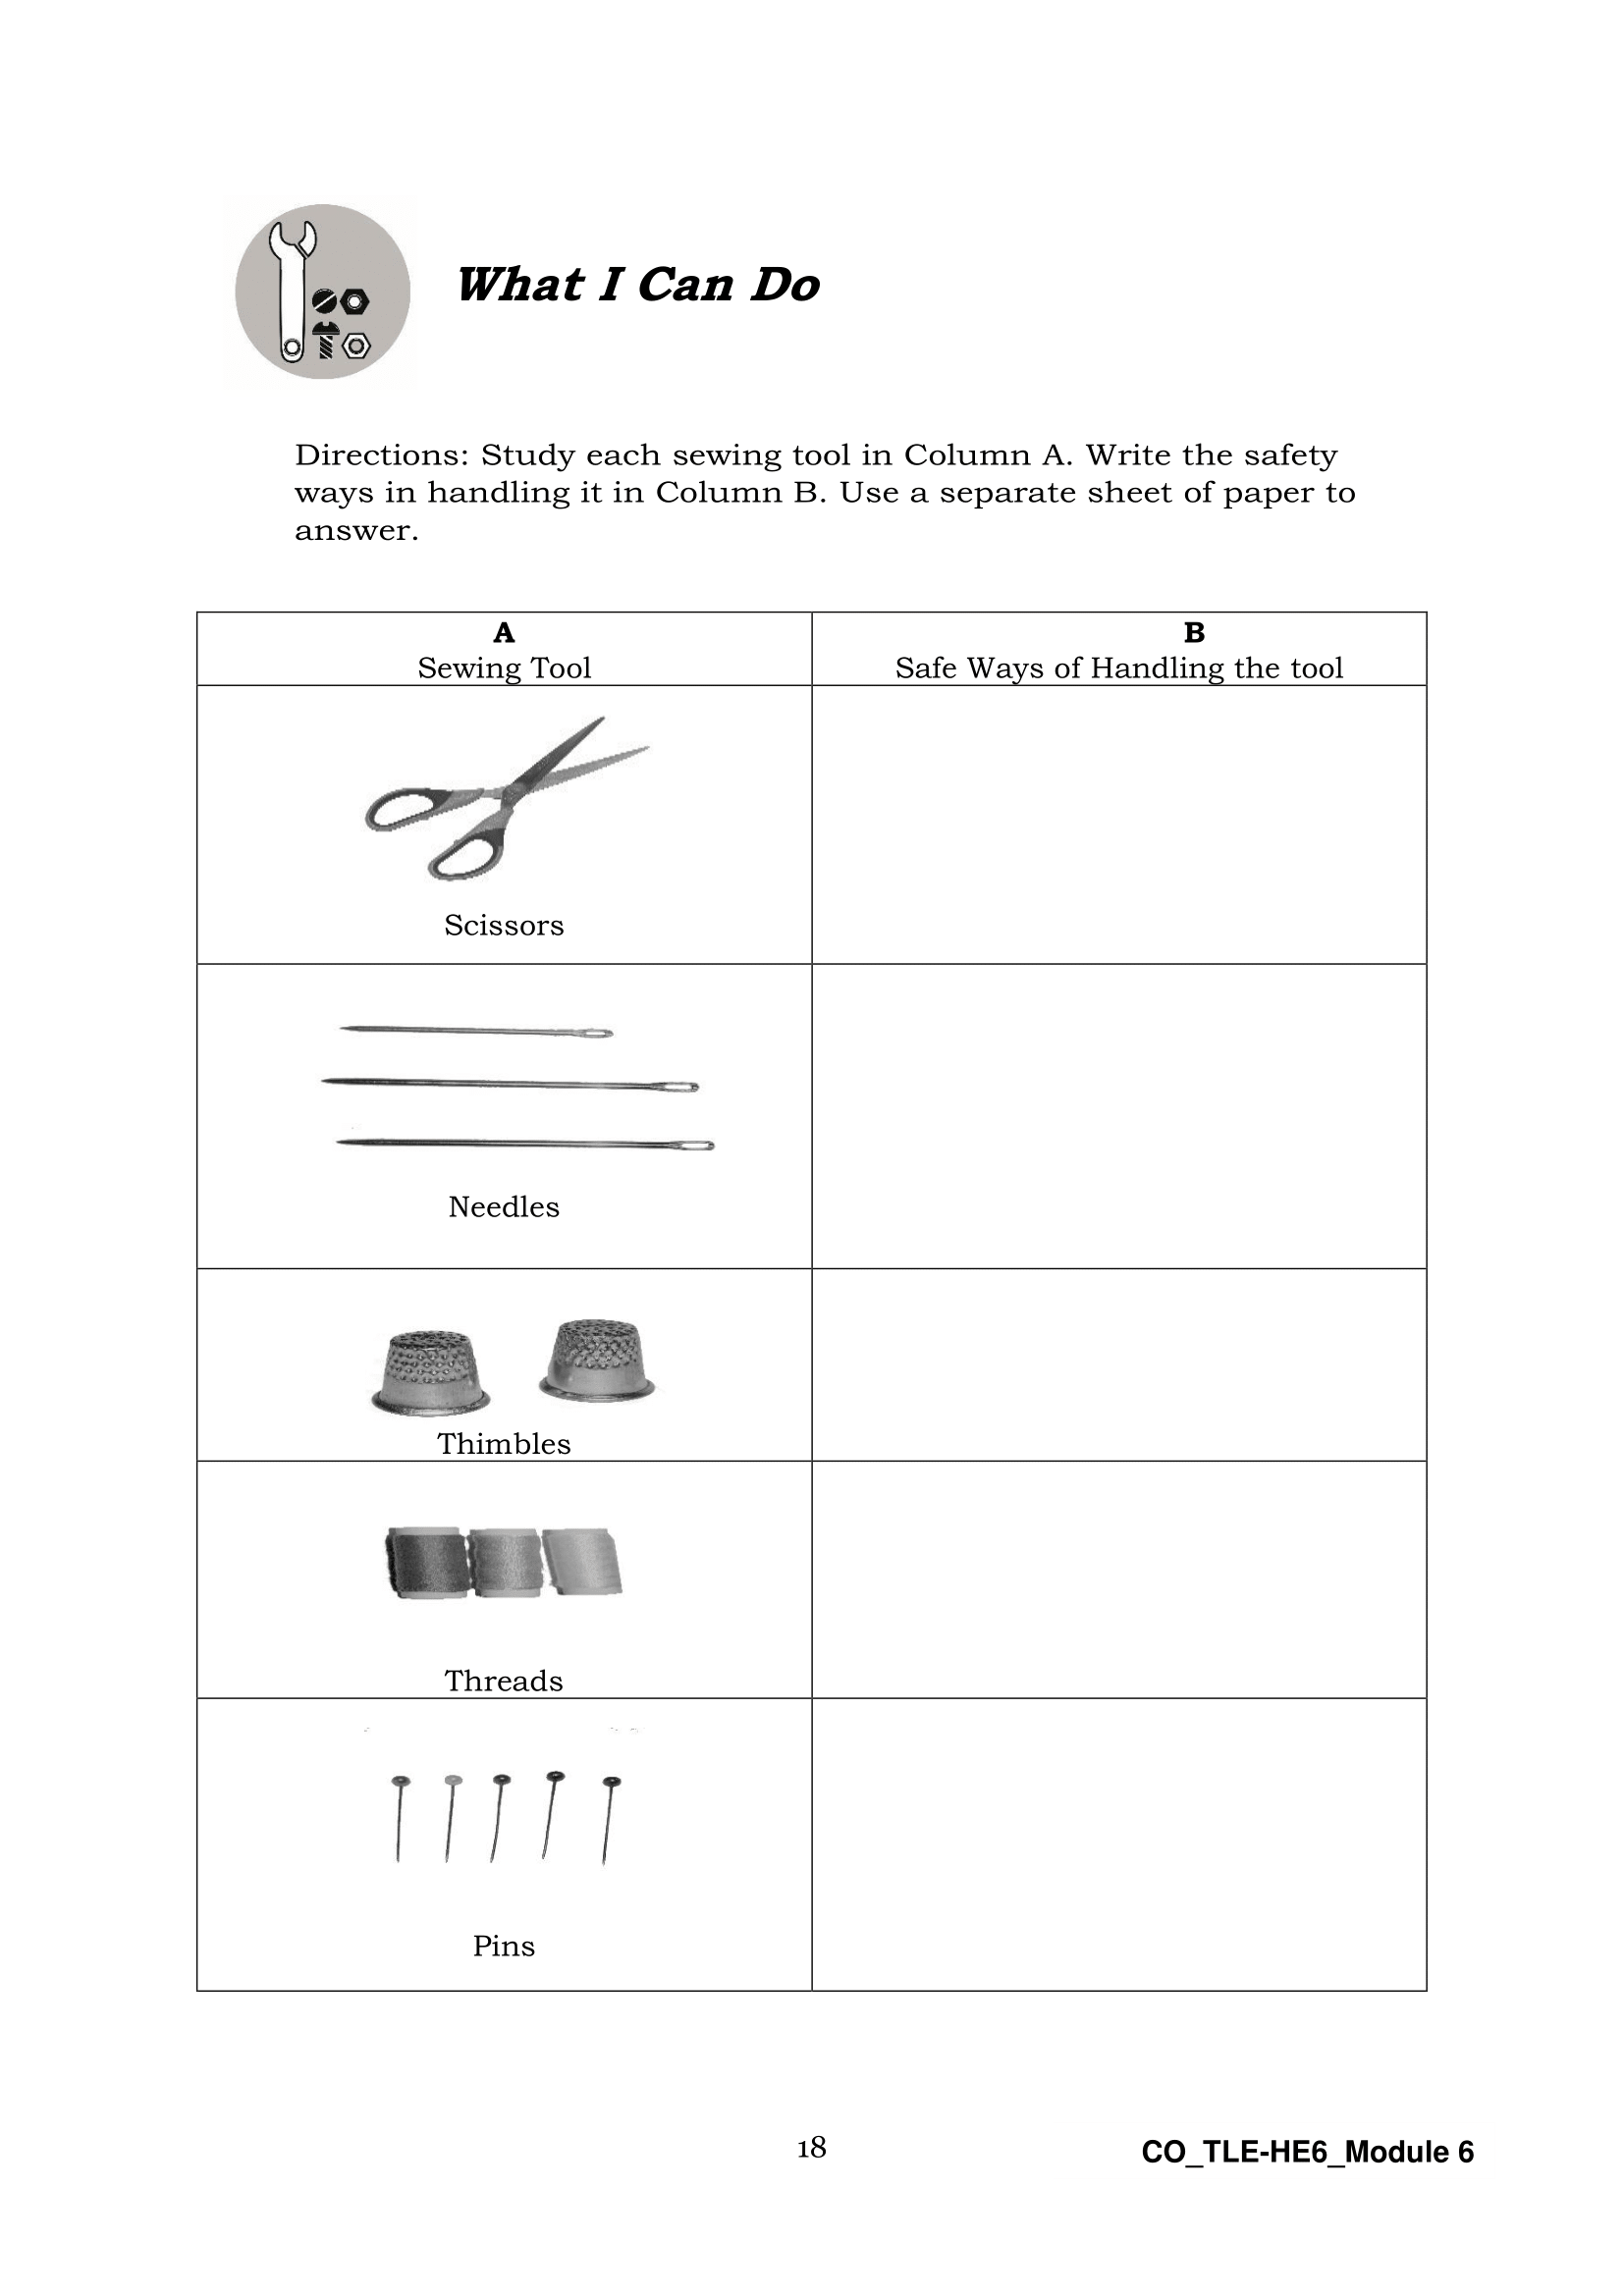 What I Can Do
Directions: Study each sewing tool in Column A. Write the safety
ways in handling it in Column B. Use a separate sheet of paper to
answer.
A
Sewing Tool
B
Safe Ways of Handling the tool
Scissors
Needles
Thimbles
Threads
Pins
18
CO_TLE-HE6_Module 6